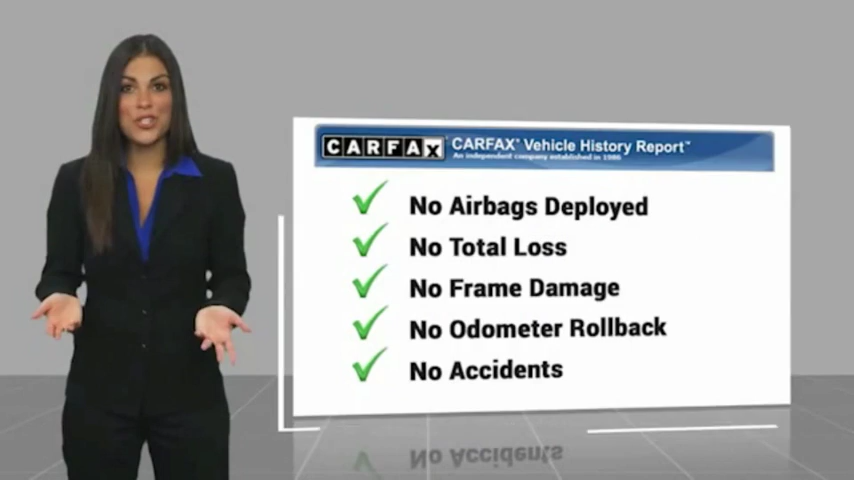 CARFAX CARFAX® Vehicle History Report™
An independent company established in 1986
No Airbags Deployed
No Total Loss
No Frame Damage
No Odometer Rollback
No Accidents
No Accidents